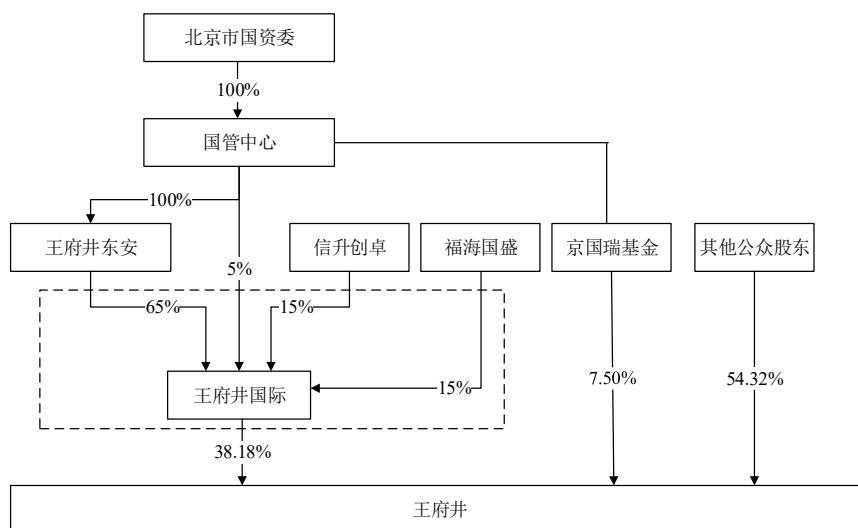 北京市国资委
100%
国管中心
100%
王府井东安
信升创卓
福海国盛
京国瑞基金
其他公众股东
5%
65%
15%
王府井国际
15%
7.50%
54.32%
38.18%
王府井